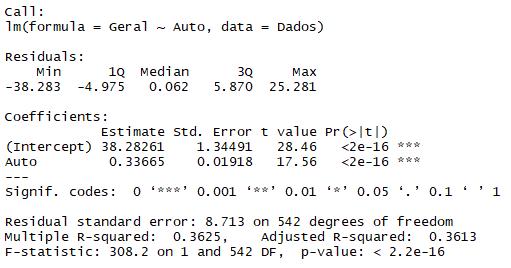 Call:
lm(formula = Geral ~ Auto, data = Dados)
Residuals:
Min 1Q Median 3Q Max
-38.283 -4.975 0.062 5.870 25.281
Coefficients:
Estimate Std. Error t value Pr(>|t|)
(Intercept) 38.28261 1.34491 28.46 <2e-16 ***
Auto 0.33665 0.01918 17.56 <2e-16 ***
---
Signif. codes: 0 ‘***’ 0.001 ‘**’ 0.01 ‘*’ 0.05 ‘.’ 0.1 ‘ ’ 1
Residual standard error: 8.713 on 542 degrees of freedom
Multiple R-squared: 0.3625, Adjusted R-squared: 0.3613
F-statistic: 308.2 on 1 and 542 DF, p-value: < 2.2e-16